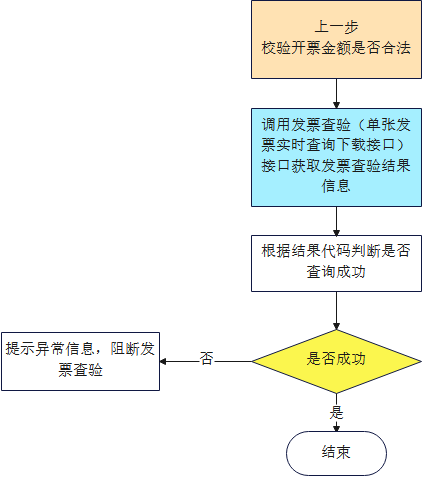 上一步
校验开票金额是否合法
调用发票查验（单张发
票实时查询下载接口）
接口获取发票查验结果
信息
根据结果代码判断是否
查询成功
是否成功
否
提示异常信息，阻断发
票查验
是
结束